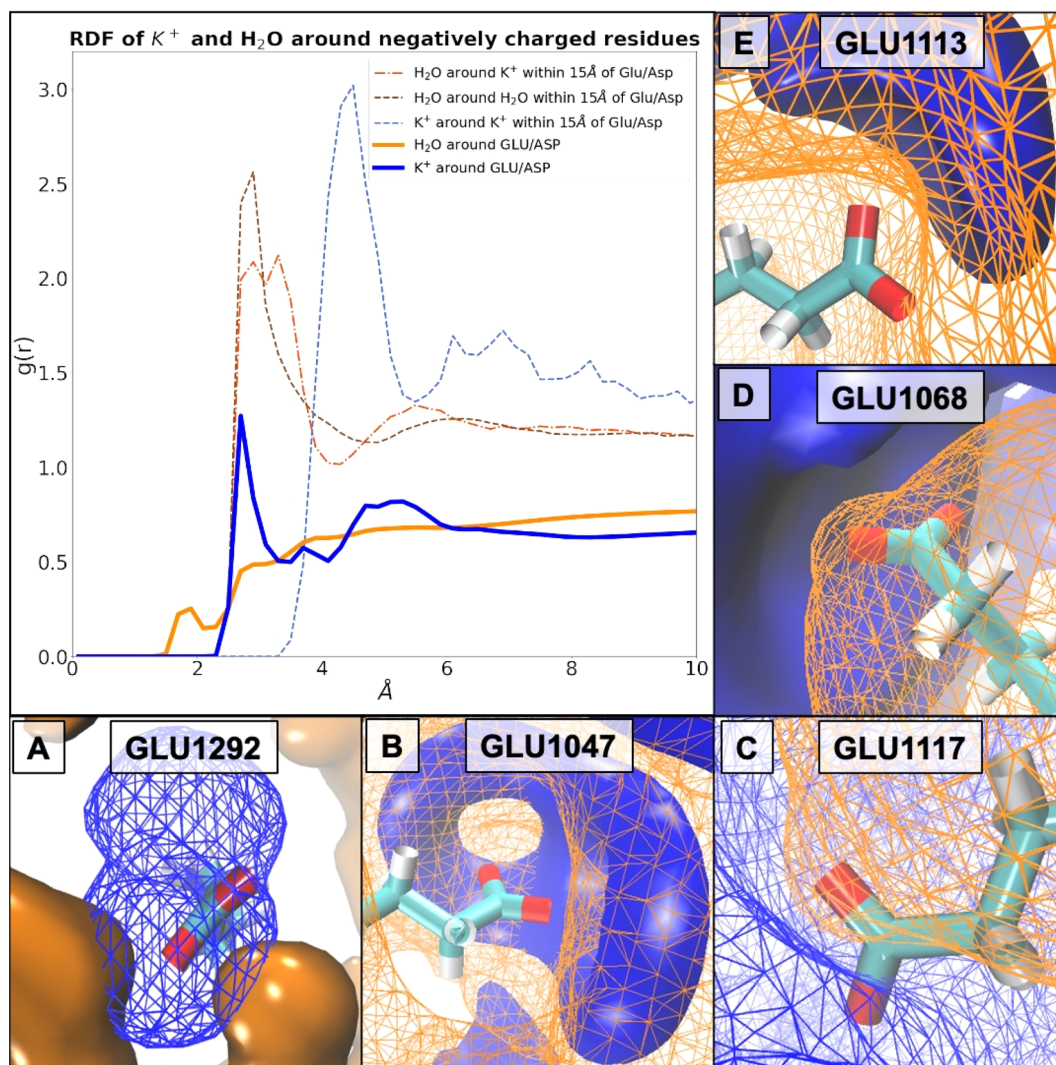 RDF of K⁺ and H₂O around negatively charged residues
H₂O around K⁺ within 15Å of Glu/Asp
H₂O around H₂O within 15Å of Glu/Asp
K⁺ around K⁺ within 15Å of Glu/Asp
H₂O around GLU/ASP
K⁺ around GLU/ASP
3.0
2.5
2.0
1.5
1.0
0.5
0.0
g(r)
0 2 4 6 8 10
Å
E GLU1113
D GLU1068
A GLU1292
B GLU1047
C GLU1117